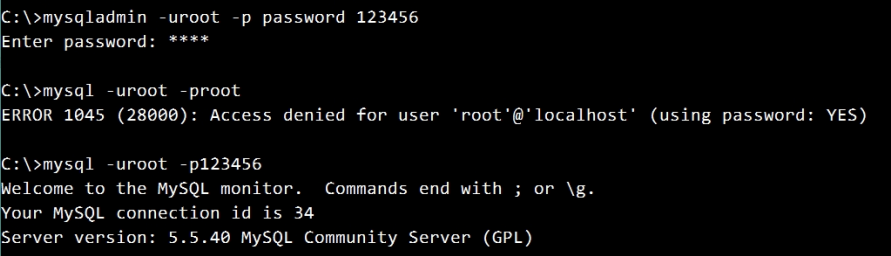 C:\>mysqladmin -uroot -p password 123456
Enter password: ****
C:\>mysql -uroot -proot
ERROR 1045 (28000): Access denied for user 'root'@'localhost' (using password: YES)
C:\>mysql -uroot -p123456
Welcome to the MySQL monitor.  Commands end with ; or \g.
Your MySQL connection id is 34
Server version: 5.5.40 MySQL Community Server (GPL)